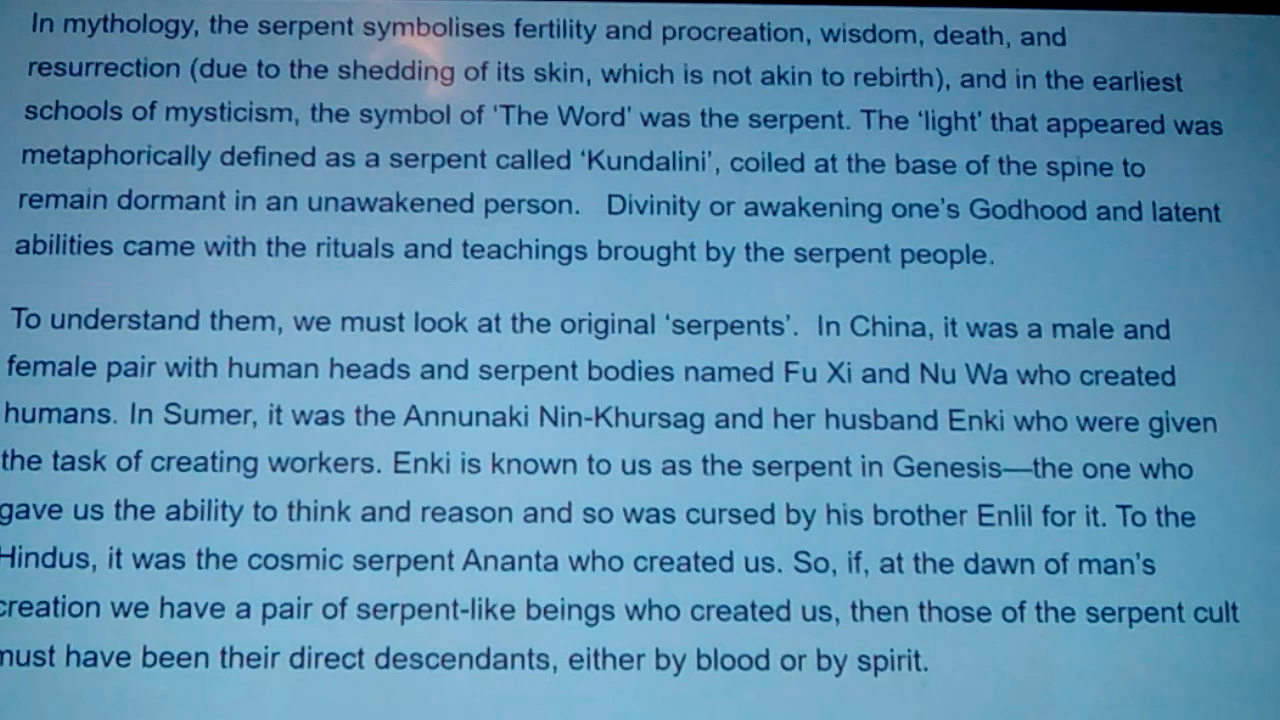 In mythology, the serpent symbolises fertility and procreation, wisdom, death, and
resurrection (due to the shedding of its skin, which is not akin to rebirth), and in the earliest
schools of mysticism, the symbol of ‘The Word’ was the serpent. The ‘light’ that appeared was
metaphorically defined as a serpent called ‘Kundalini’, coiled at the base of the spine to
remain dormant in an unawakened person.   Divinity or awakening one’s Godhood and latent
abilities came with the rituals and teachings brought by the serpent people.
To understand them, we must look at the original ‘serpents’.  In China, it was a male and
female pair with human heads and serpent bodies named Fu Xi and Nu Wa who created
humans. In Sumer, it was the Annunaki Nin-Khursag and her husband Enki who were given
the task of creating workers. Enki is known to us as the serpent in Genesis—the one who
gave us the ability to think and reason and so was cursed by his brother Enlil for it. To the
Hindus, it was the cosmic serpent Ananta who created us. So, if, at the dawn of man’s
creation we have a pair of serpent-like beings who created us, then those of the serpent cult
must have been their direct descendants, either by blood or by spirit.